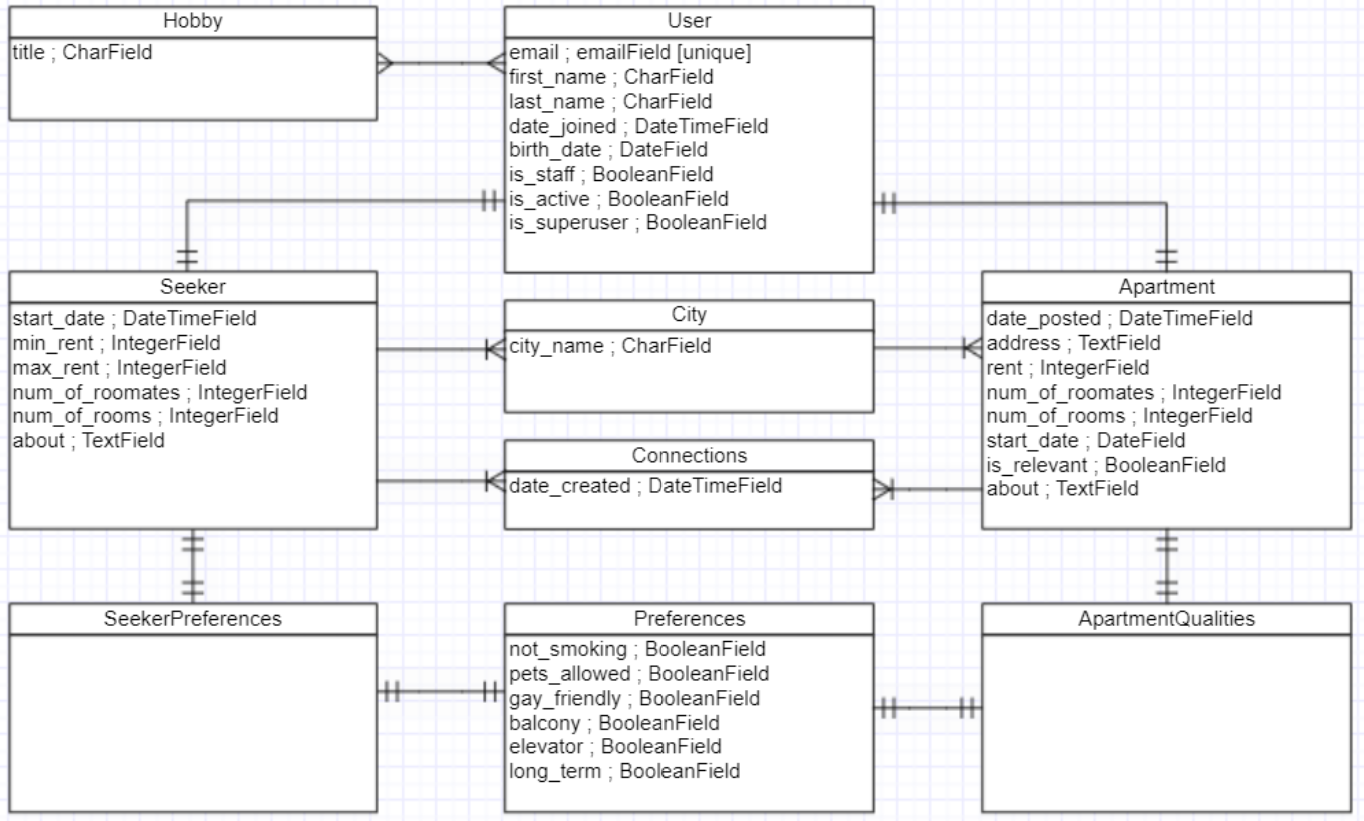 Hobby
title ; CharField
User
email ; emailField [unique]
first_name ; CharField
last_name ; CharField
date_joined ; DateTimeField
birth_date ; DateField
is_staff ; BooleanField
is_active ; BooleanField
is_superuser ; BooleanField
Seeker
start_date ; DateTimeField
min_rent ; IntegerField
max_rent ; IntegerField
num_of_roomates ; IntegerField
num_of_rooms ; IntegerField
about ; TextField
City
city_name ; CharField
Apartment
date_posted ; DateTimeField
address ; TextField
rent ; IntegerField
num_of_roomates ; IntegerField
num_of_rooms ; IntegerField
start_date ; DateField
is_relevant ; BooleanField
about ; TextField
Connections
date_created ; DateTimeField
SeekerPreferences
Preferences
not_smoking ; BooleanField
pets_allowed ; BooleanField
gay_friendly ; BooleanField
balcony ; BooleanField
elevator ; BooleanField
long_term ; BooleanField
ApartmentQualities